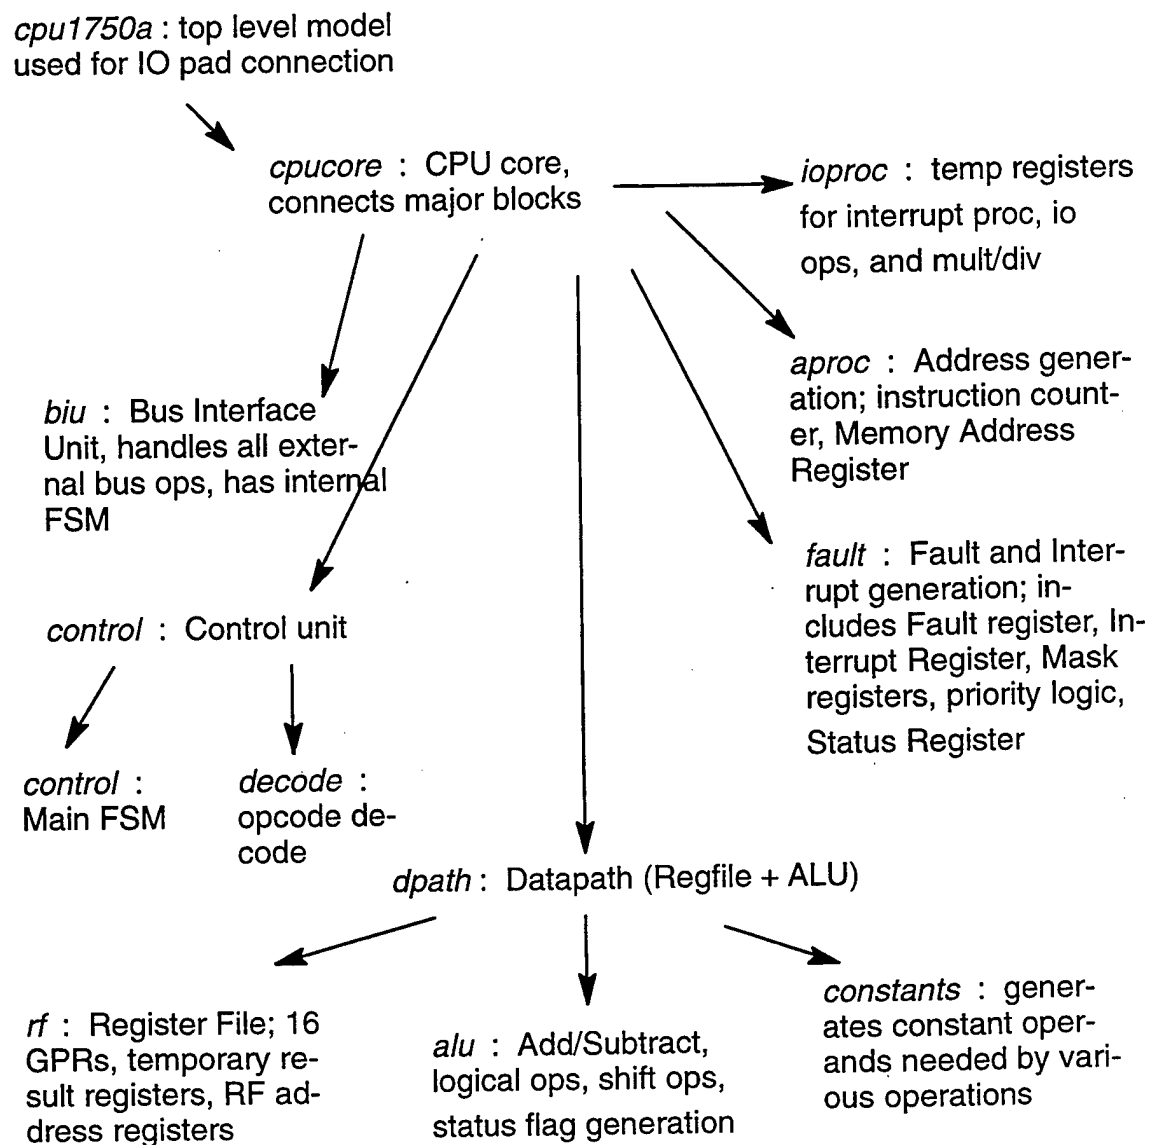 cpu1750a : top level model
used for IO pad connection
cpucore : CPU core,
connects major blocks
ioproc : temp registers
for interrupt proc, io
ops, and mult/div
aproc : Address gener-
ation; instruction count-
er, Memory Address
Register
biu : Bus Interface
Unit, handles all exter-
nal bus ops, has internal
FSM
fault : Fault and Inter-
rupt generation; in-
cludes Fault register, In-
terrupt Register, Mask
registers, priority logic,
Status Register
control : Control unit
control :
Main FSM
decode :
opcode de-
code
dpath : Datapath (Regfile + ALU)
rf : Register File; 16
GPRs, temporary re-
sult registers, RF ad-
dress registers
alu : Add/Subtract,
logical ops, shift ops,
status flag generation
constants : gener-
ates constant oper-
ands needed by vari-
ous operations